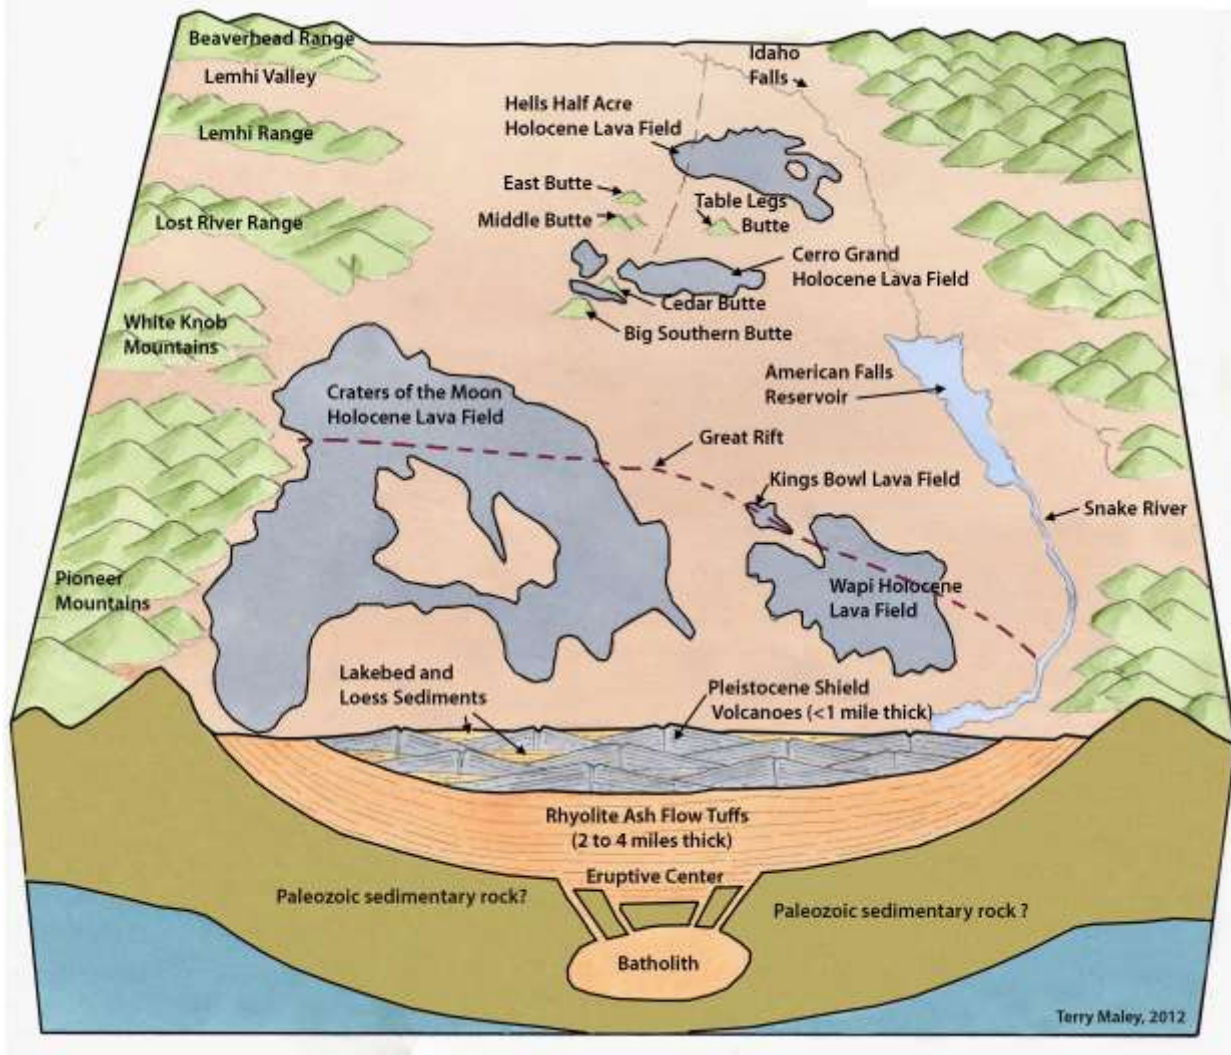 Beaverhead Range
Lemhi Valley
Idaho
Falls
Hells Half Acre
Holocene Lava Field
Lemhi Range
East Butte
Middle Butte
Table Legs
Butte
Lost River Range
Cerro Grand
Holocene Lava Field
Cedar Butte
Big Southern Butte
White Knob
Mountains
American Falls
Reservoir
Craters of the Moon
Holocene Lava Field
Great Rift
Kings Bowl Lava Field
Snake River
Pioneer
Mountains
Wapi Holocene
Lava Field
Lakebed and
Loess Sediments
Pleistocene Shield
Volcanoes (<1 mile thick)
Rhyolite Ash Flow Tuffs
(2 to 4 miles thick)
Eruptive Center
Paleozoic sedimentary rock?
Paleozoic sedimentary rock ?
Batholith
Terry Maley, 2012